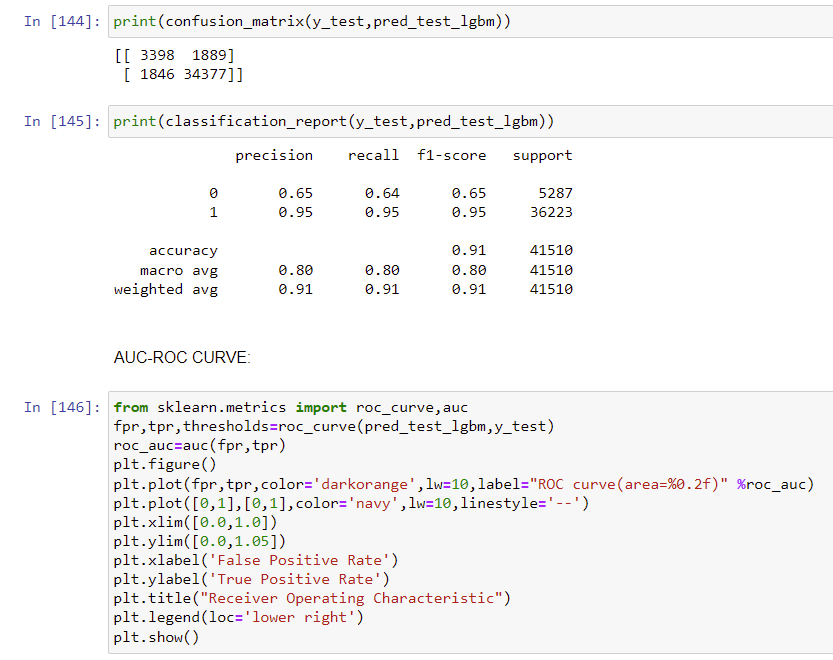 In [144]: print(confusion_matrix(y_test,pred_test_lgbm))
[[ 3398  1889]
 [ 1846 34377]]
In [145]: print(classification_report(y_test,pred_test_lgbm))
precision    recall  f1-score   support
0       0.65      0.64      0.65      5287
1       0.95      0.95      0.95     36223
accuracy                           0.91     41510
macro avg       0.80      0.80      0.80     41510
weighted avg       0.91      0.91      0.91     41510
AUC-ROC CURVE:
In [146]: from sklearn.metrics import roc_curve,auc
fpr,tpr,thresholds=roc_curve(pred_test_lgbm,y_test)
roc_auc=auc(fpr,tpr)
plt.figure()
plt.plot(fpr,tpr,color='darkorange',lw=10,label="ROC curve(area=%0.2f)" %roc_auc)
plt.plot([0,1],[0,1],color='navy',lw=10,linestyle='--')
plt.xlim([0.0,1.0])
plt.ylim([0.0,1.05])
plt.xlabel('False Positive Rate')
plt.ylabel('True Positive Rate')
plt.title("Receiver Operating Characteristic")
plt.legend(loc='lower right')
plt.show()